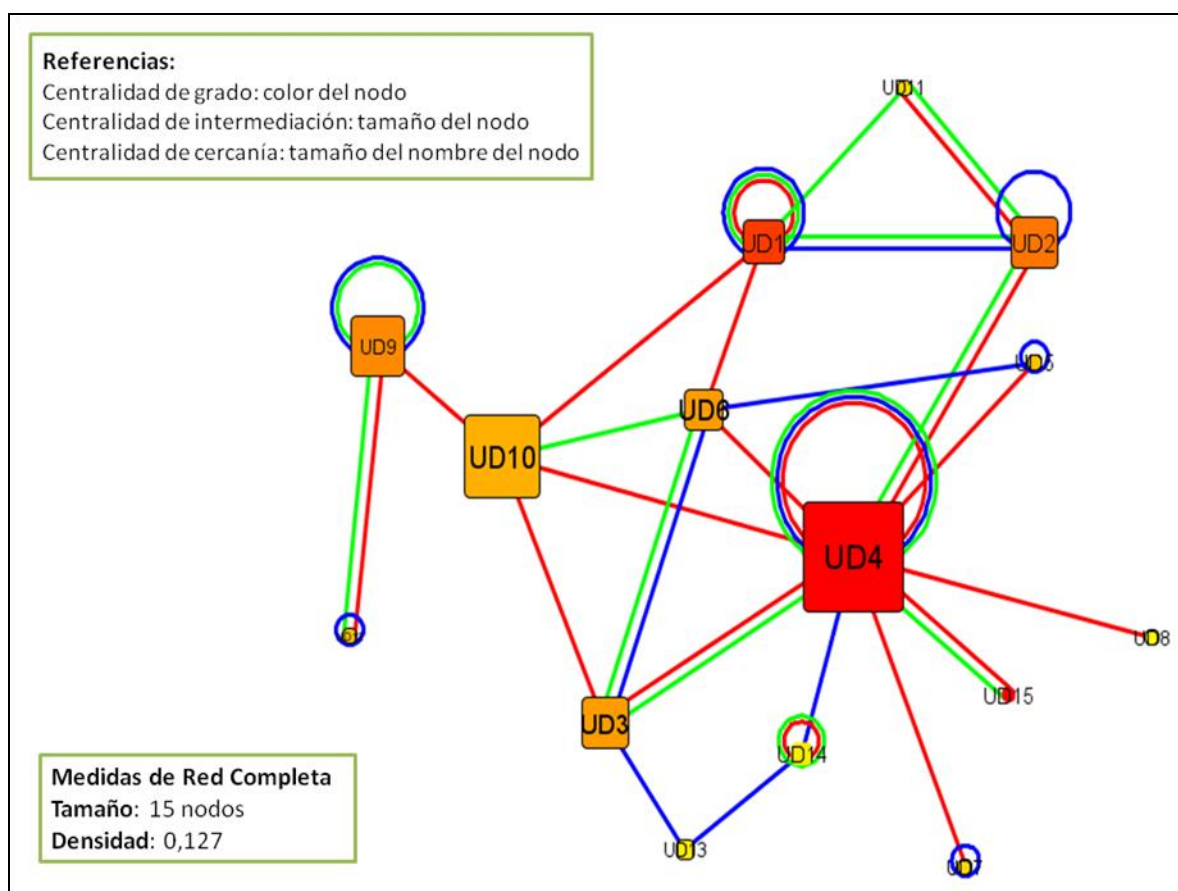 Referencias:
Centralidad de grado: color del nodo
Centralidad de intermediación: tamaño del nodo
Centralidad de cercanía: tamaño del nombre del nodo
UD11
UD1
UD2
UD9
UD5
UD6
UD10
UD4
UD8
UD15
UD3
UD14
UD13
UD7
Medidas de Red Completa
Tamaño: 15 nodos
Densidad: 0,127